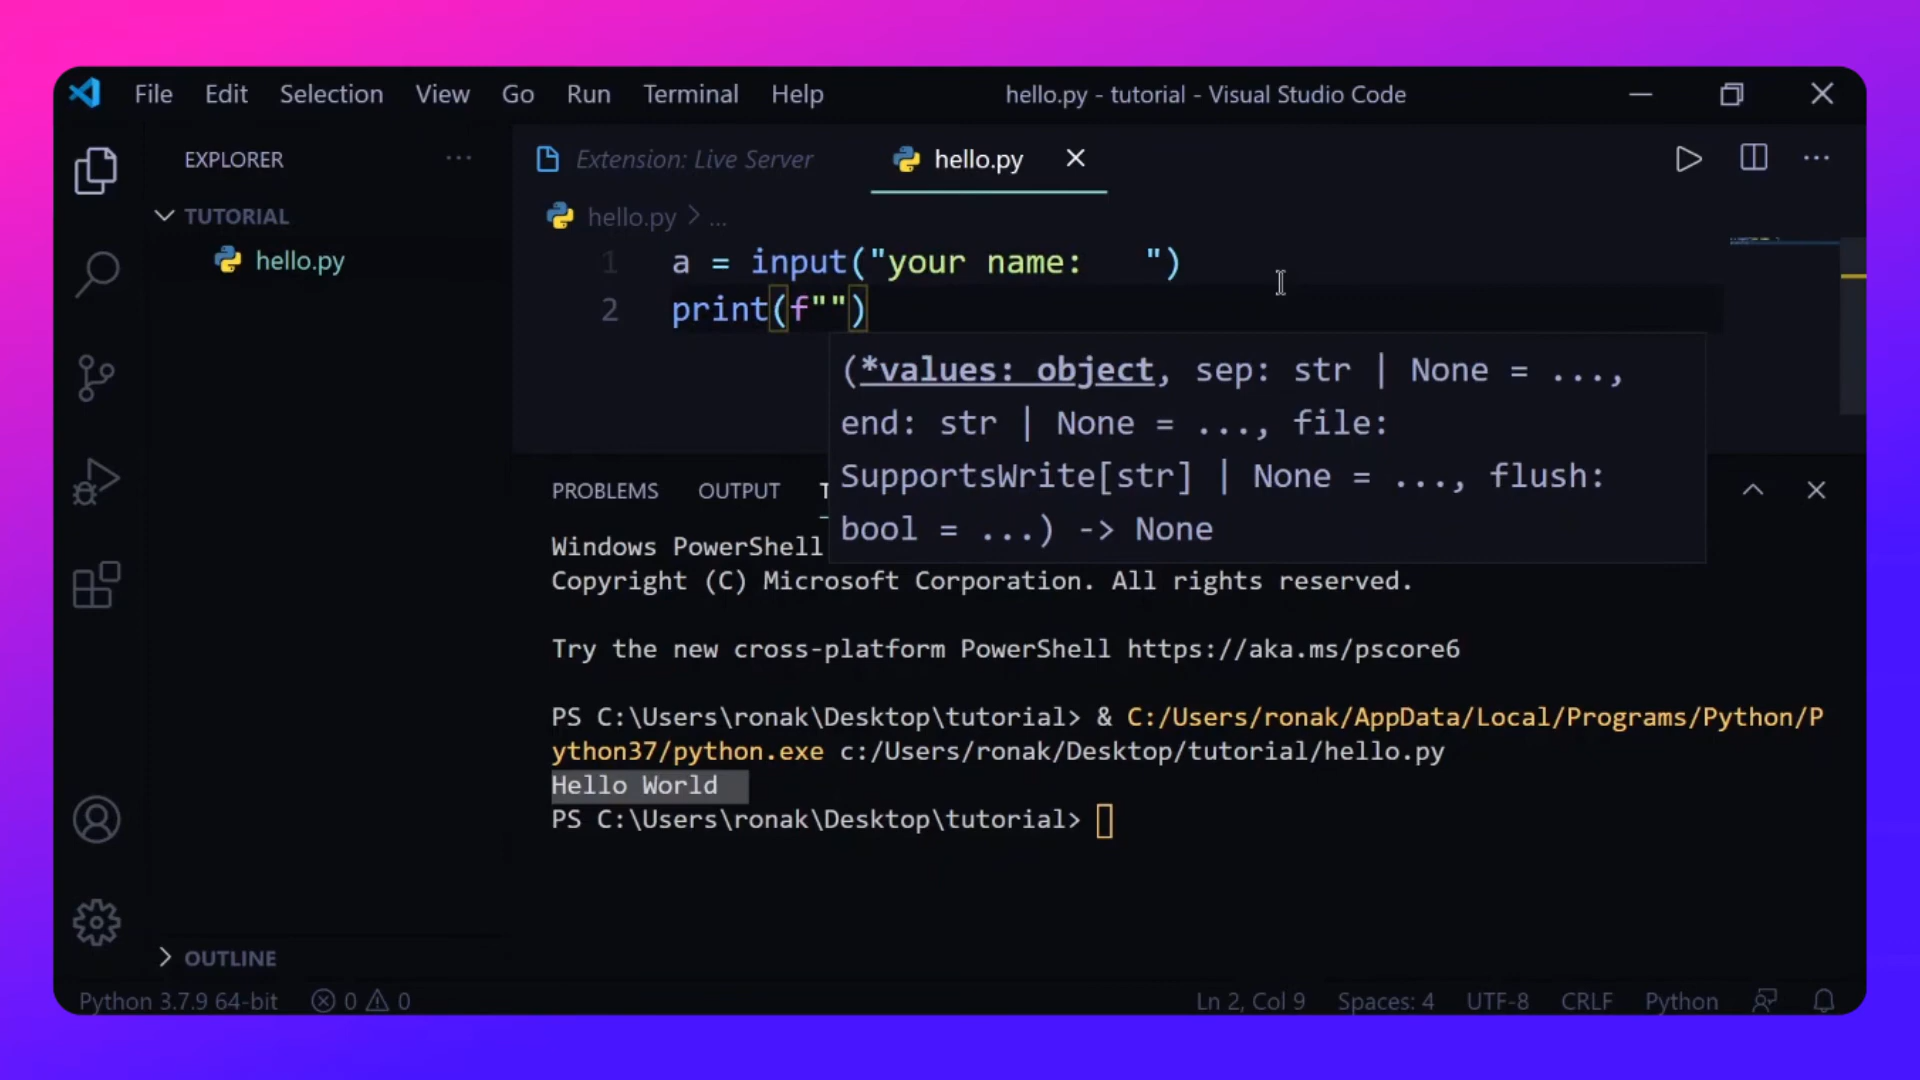 File Edit Selection View Go Run Terminal Help hello.py - tutorial - Visual Studio Code
EXPLORER ...
TUTORIAL
hello.py
Extension: Live Server hello.py
hello.py > ...
1 a = input("your name:   ")
2 print(f"")
(*values: object, sep: str | None = ...,
end: str | None = ..., file:
SupportsWrite[str] | None = ..., flush:
bool = ...) -> None
PROBLEMS OUTPUT
Windows PowerShell
Copyright (C) Microsoft Corporation. All rights reserved.
Try the new cross-platform PowerShell https://aka.ms/pscore6
PS C:\Users\ronak\Desktop\tutorial> & C:/Users/ronak/AppData/Local/Programs/Python/P
ython37/python.exe c:/Users/ronak/Desktop/tutorial/hello.py
Hello World
PS C:\Users\ronak\Desktop\tutorial>
OUTLINE
Python 3.7.9 64-bit 0 0 Ln 2, Col 9 Spaces: 4 UTF-8 CRLF Python